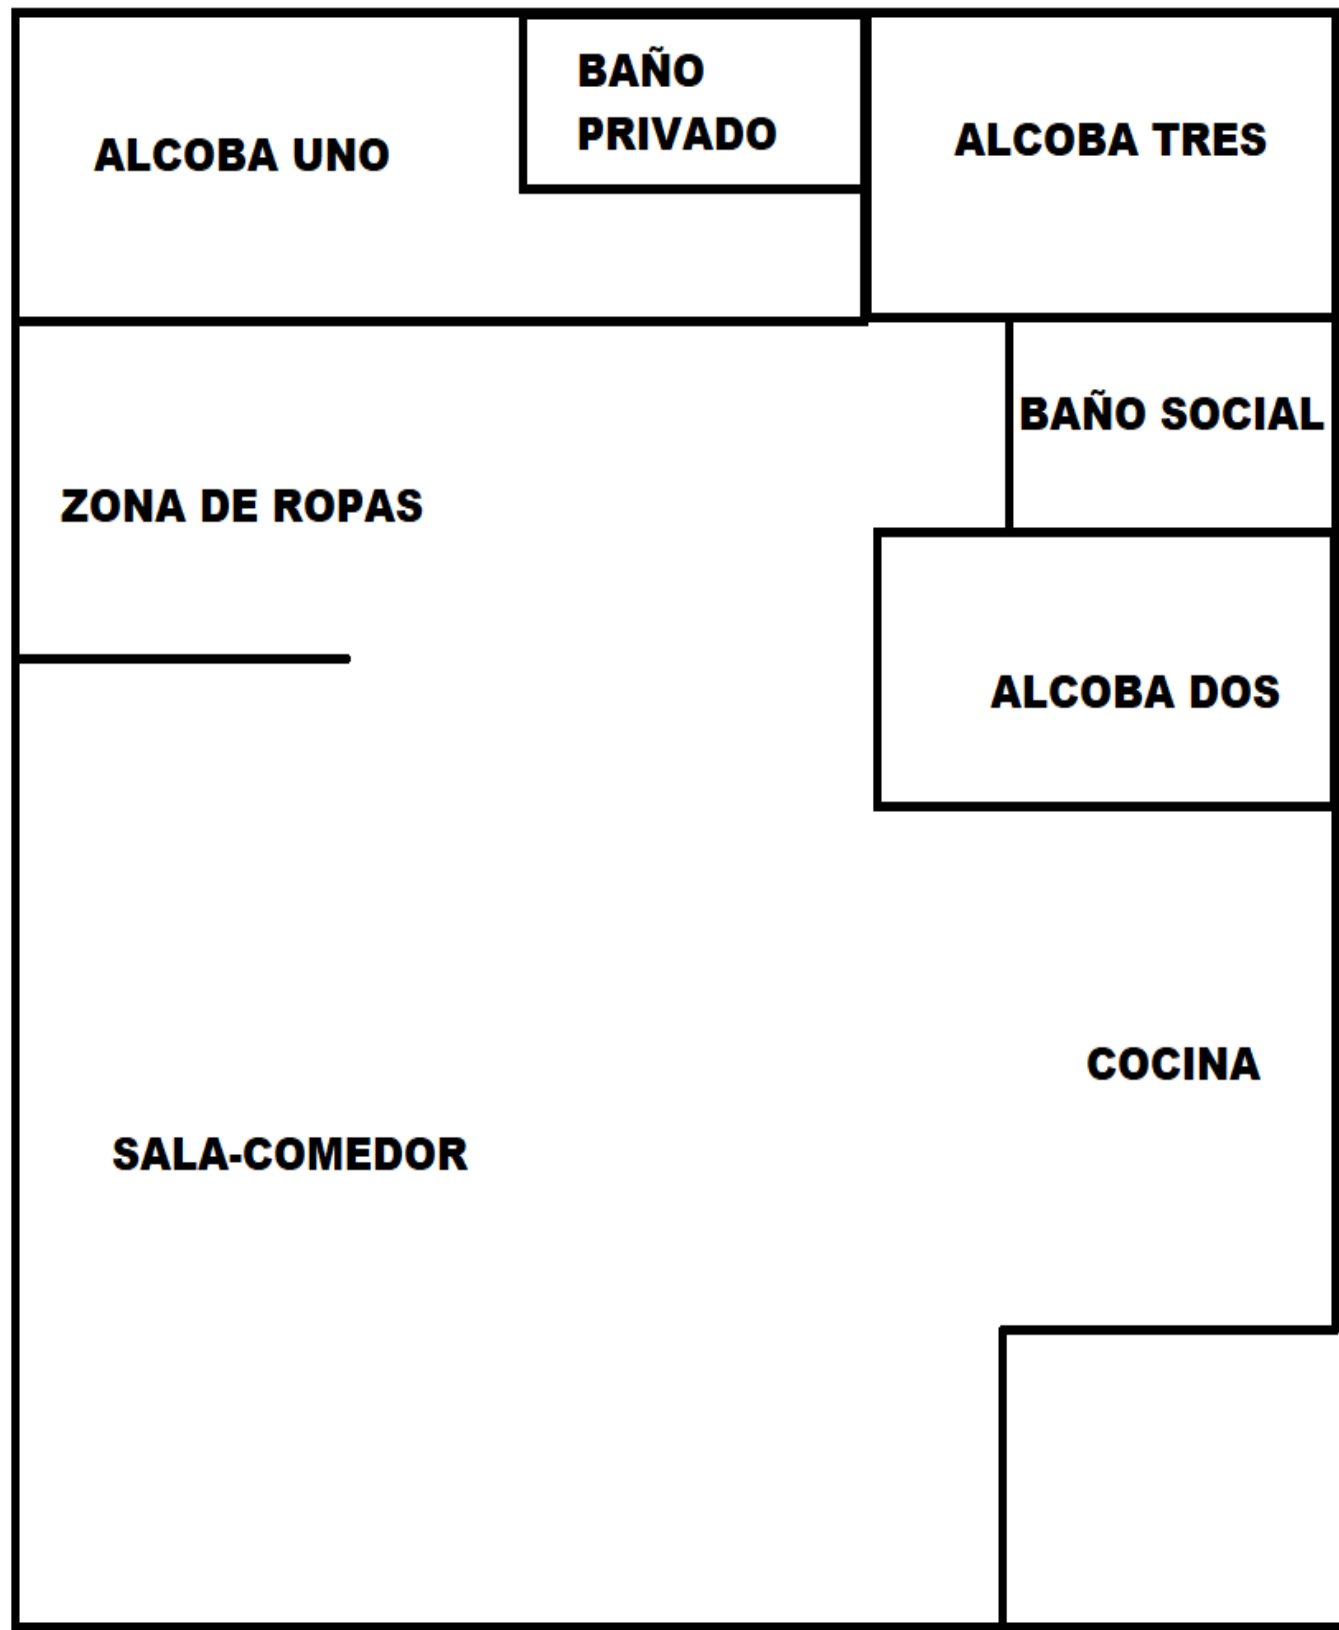 BAÑO
PRIVADO
ALCOBA UNO
ALCOBA TRES
BAÑO SOCIAL
ZONA DE ROPAS
ALCOBA DOS
COCINA
SALA-COMEDOR